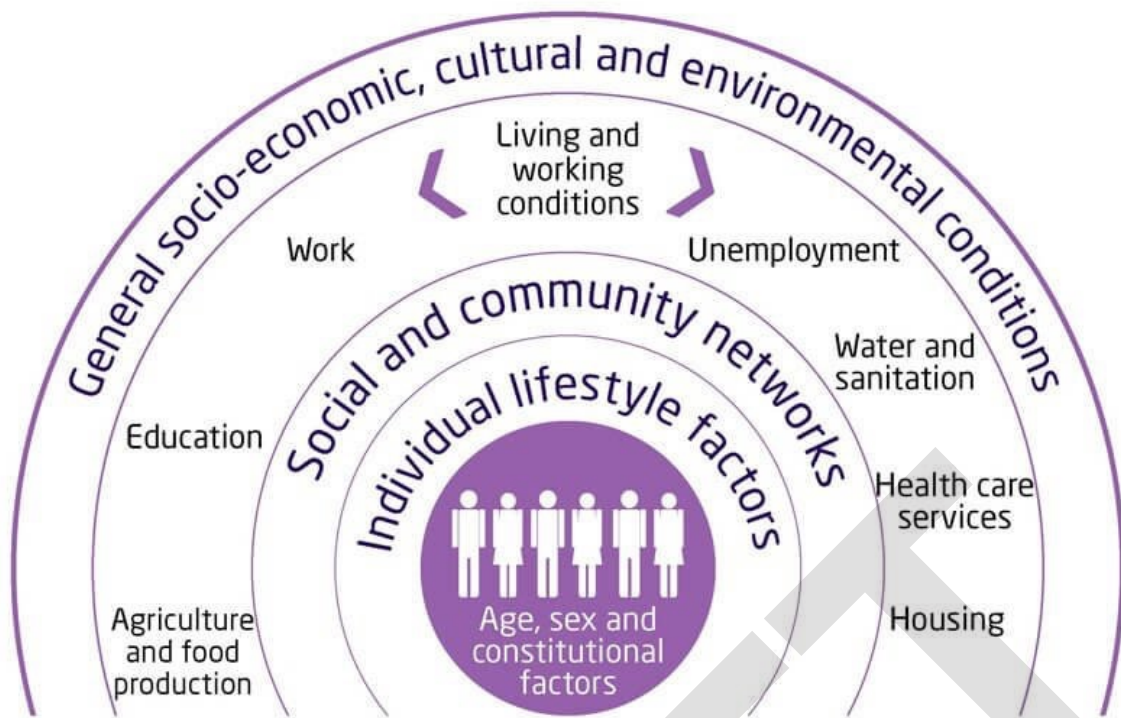 General socio-economic, cultural and environmental conditions
Living and
working
conditions
Work
Unemployment
Social and community networks
Water and
sanitation
Individual lifestyle factors
Education
Health care
services
Agriculture
and food
production
Housing
Age, sex and
constitutional
factors